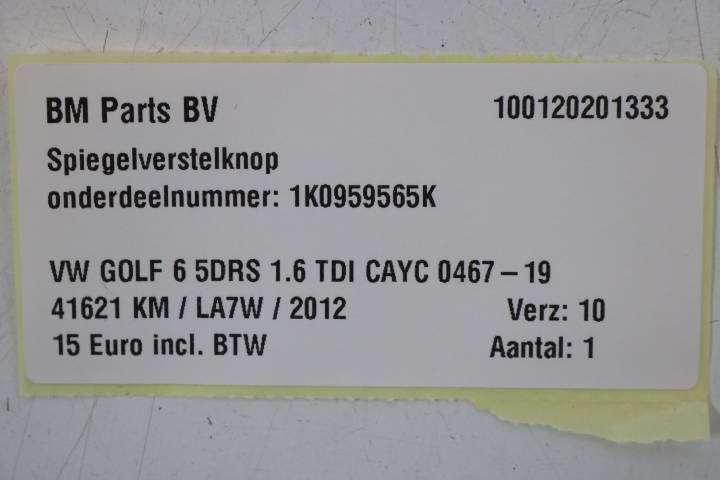 BM Parts BV 100120201333
Spiegelverstelknop
onderdeelnummer: 1K0959565K
VW GOLF 6 5DRS 1.6 TDI CAYC 0467 – 19
41621 KM / LA7W / 2012 Verz: 10
15 Euro incl. BTW Aantal: 1